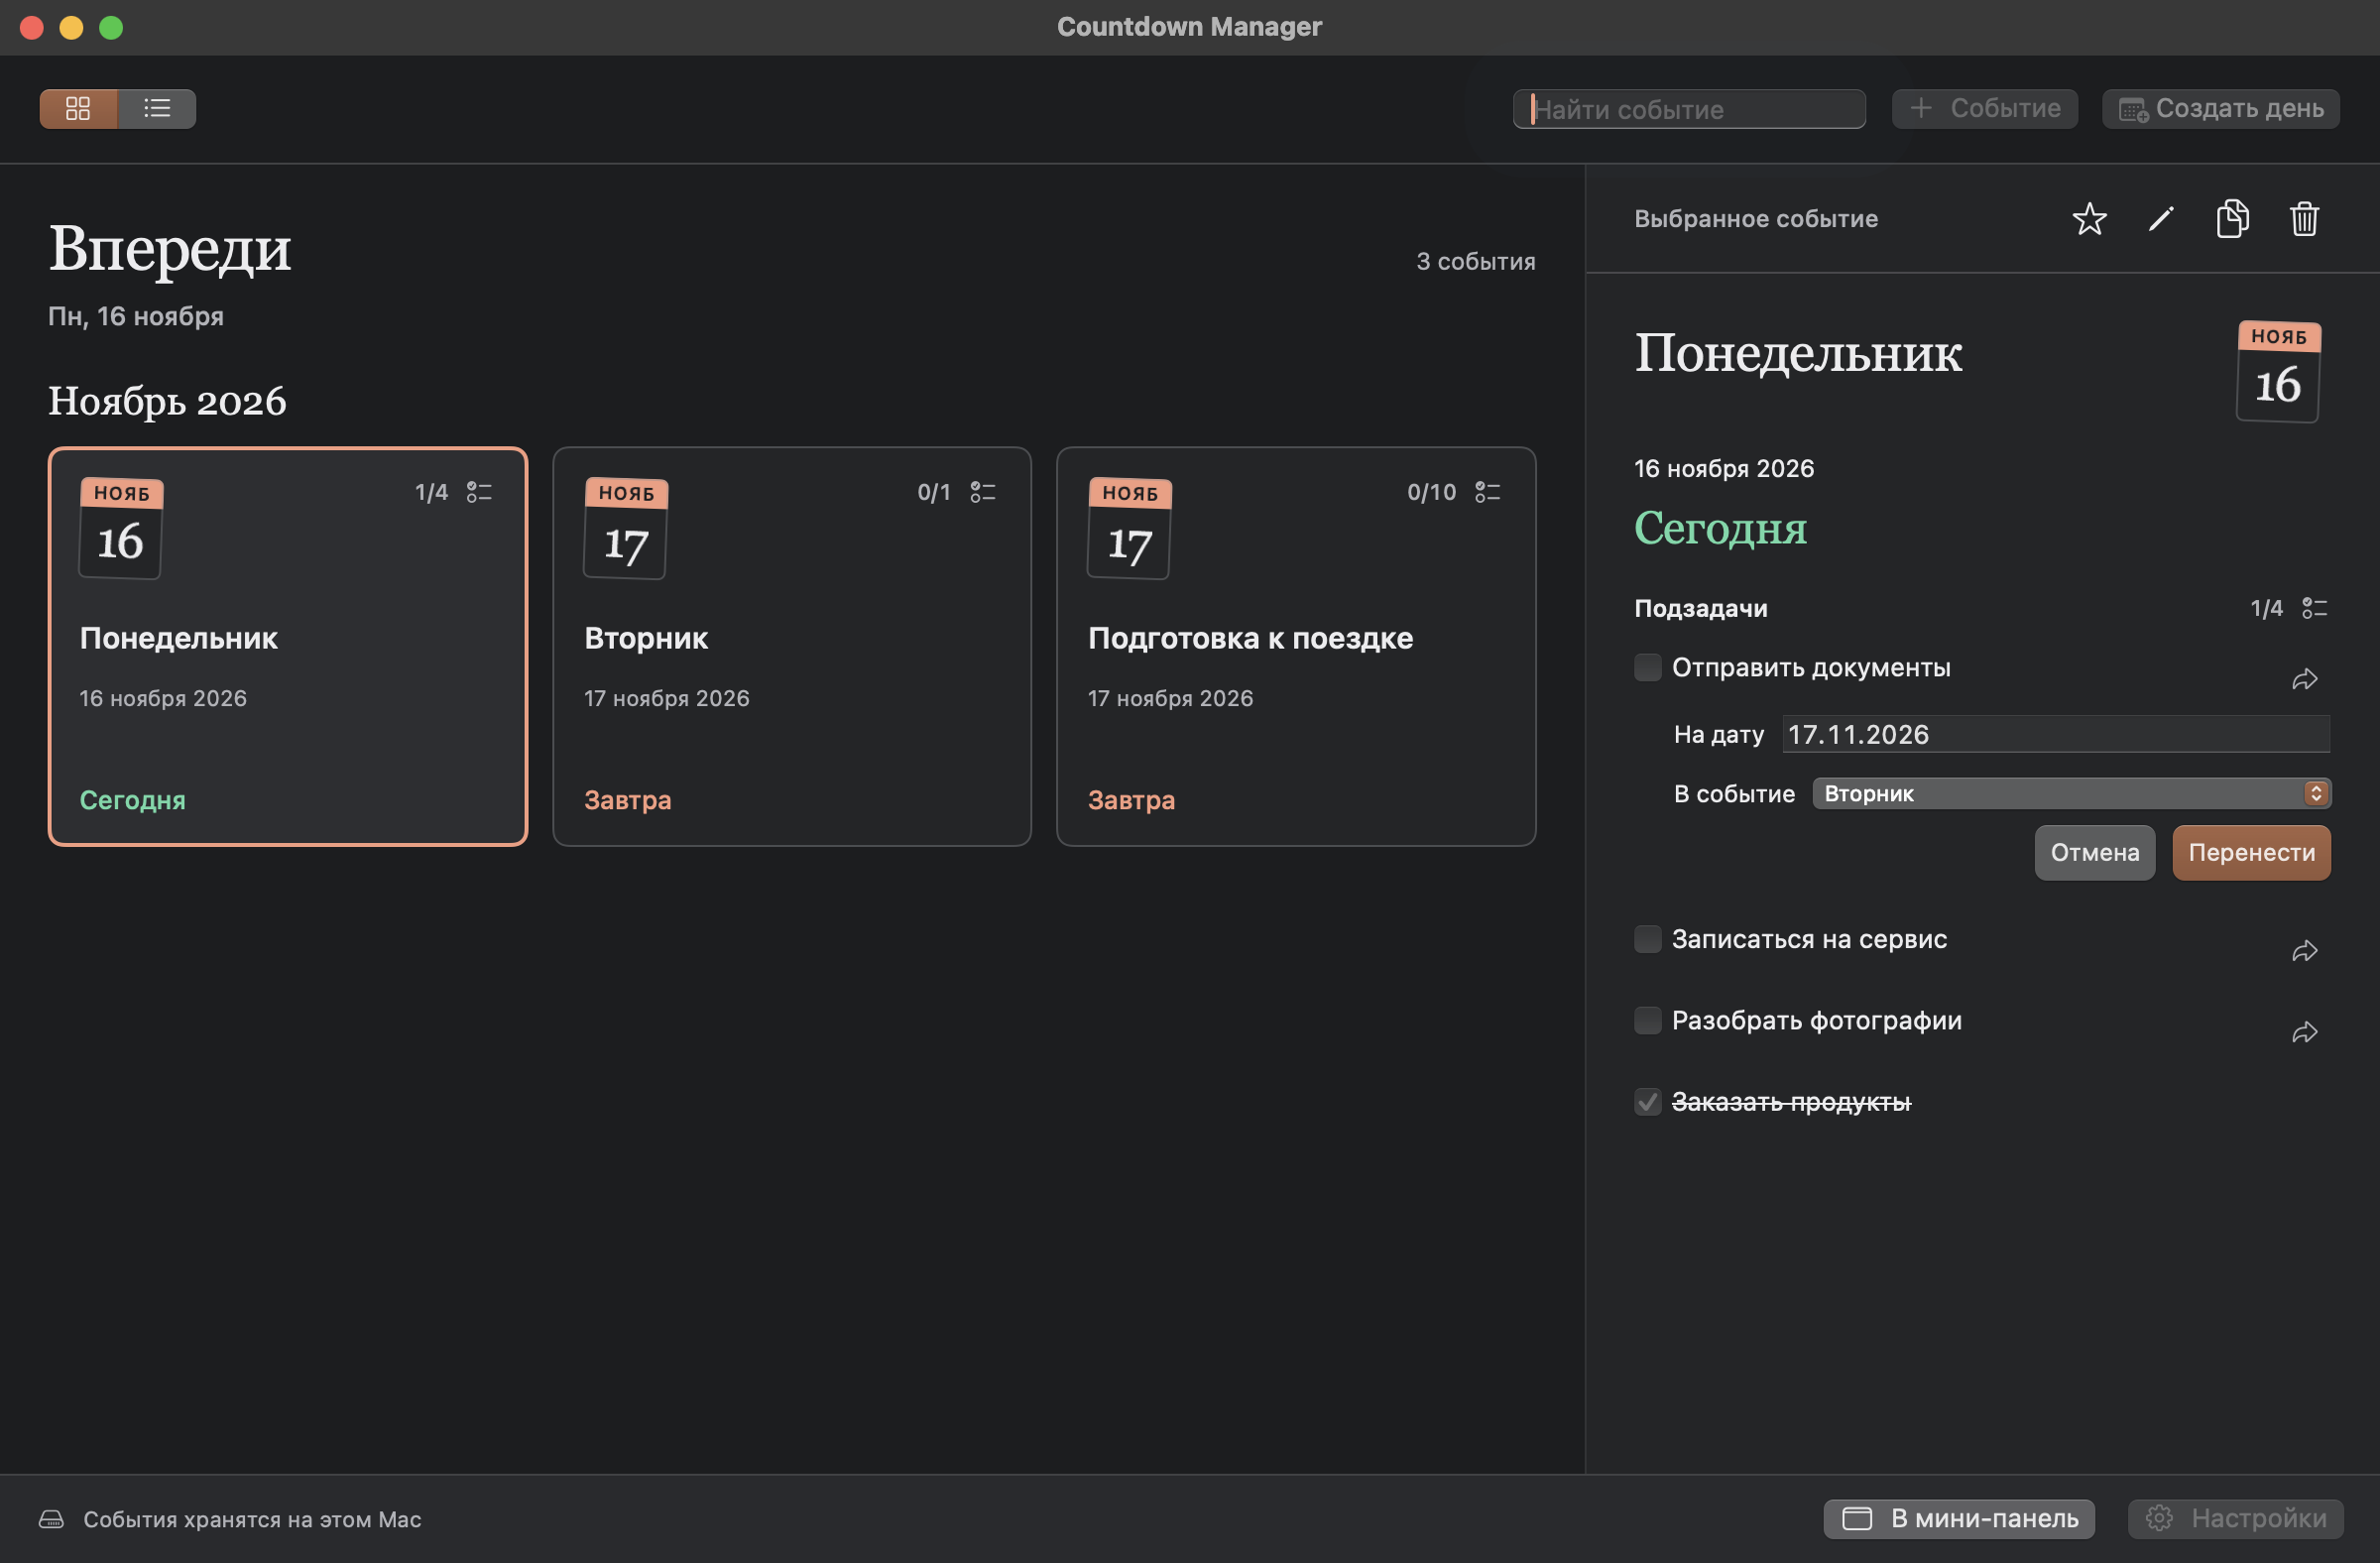 Countdown Manager
Найти событие
Событие
Создать день
Впереди
3 события
Пн, 16 ноября
Ноябрь 2026
НОЯБ
16
1/4
Понедельник
16 ноября 2026
Сегодня
НОЯБ
17
0/1
Вторник
17 ноября 2026
Завтра
НОЯБ
17
0/10
Подготовка к поездке
17 ноября 2026
Завтра
Выбранное событие
Понедельник
НОЯБ
16
16 ноября 2026
Сегодня
Подзадачи
1/4
Отправить документы
На дату 17.11.2026
В событие Вторник
Отмена
Перенести
Записаться на сервис
Разобрать фотографии
Заказать продукты
События хранятся на этом Mac
В мини-панель
Настройки